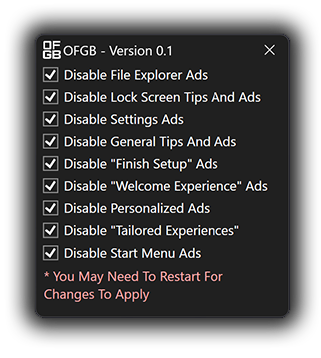 OF
GB
OFGB - Version 0.1
Disable File Explorer Ads
Disable Lock Screen Tips And Ads
Disable Settings Ads
Disable General Tips And Ads
Disable "Finish Setup" Ads
Disable "Welcome Experience" Ads
Disable Personalized Ads
Disable "Tailored Experiences"
Disable Start Menu Ads
* You May Need To Restart For
Changes To Apply